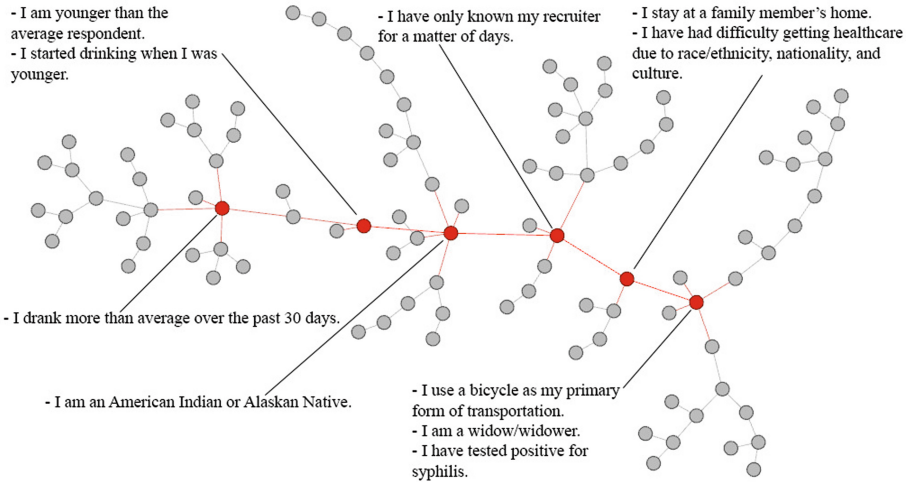 - I am younger than the
average respondent.
- I started drinking when I was
younger.
- I have only known my recruiter
for a matter of days.
- I stay at a family member’s home.
- I have had difficulty getting healthcare
due to race/ethnicity, nationality, and
culture.
- I drank more than average over the past 30 days.
- I am an American Indian or Alaskan Native.
- I use a bicycle as my primary
form of transportation.
- I am a widow/widower.
- I have tested positive for
syphilis.